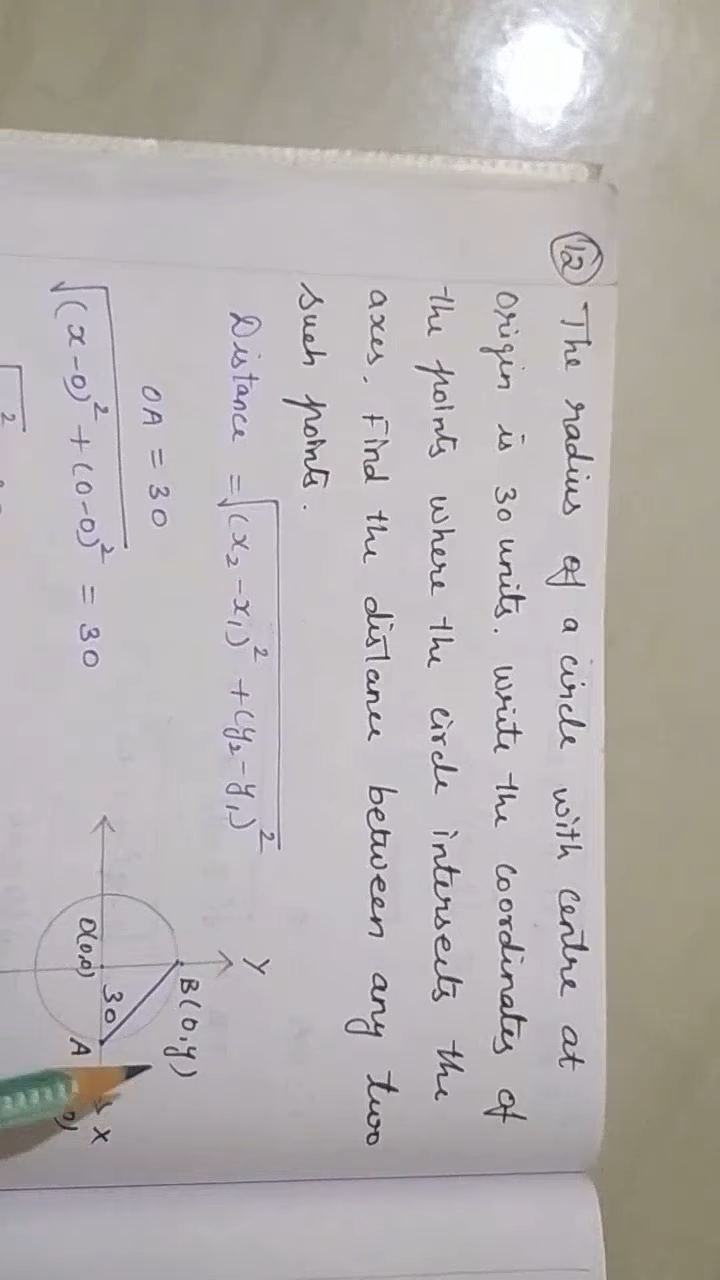 12 The radius of a circle with centre at
origin is 30 units. Write the coordinates of
the points where the circle intersects the
axes. Find the distance between any two
such points.
Distance = √(x₂-x₁)² + (y₂-y₁)²
OA = 30
√(x-0)² + (0-0)² = 30
Y
B(0,y)
O(0,0)
30
A
X